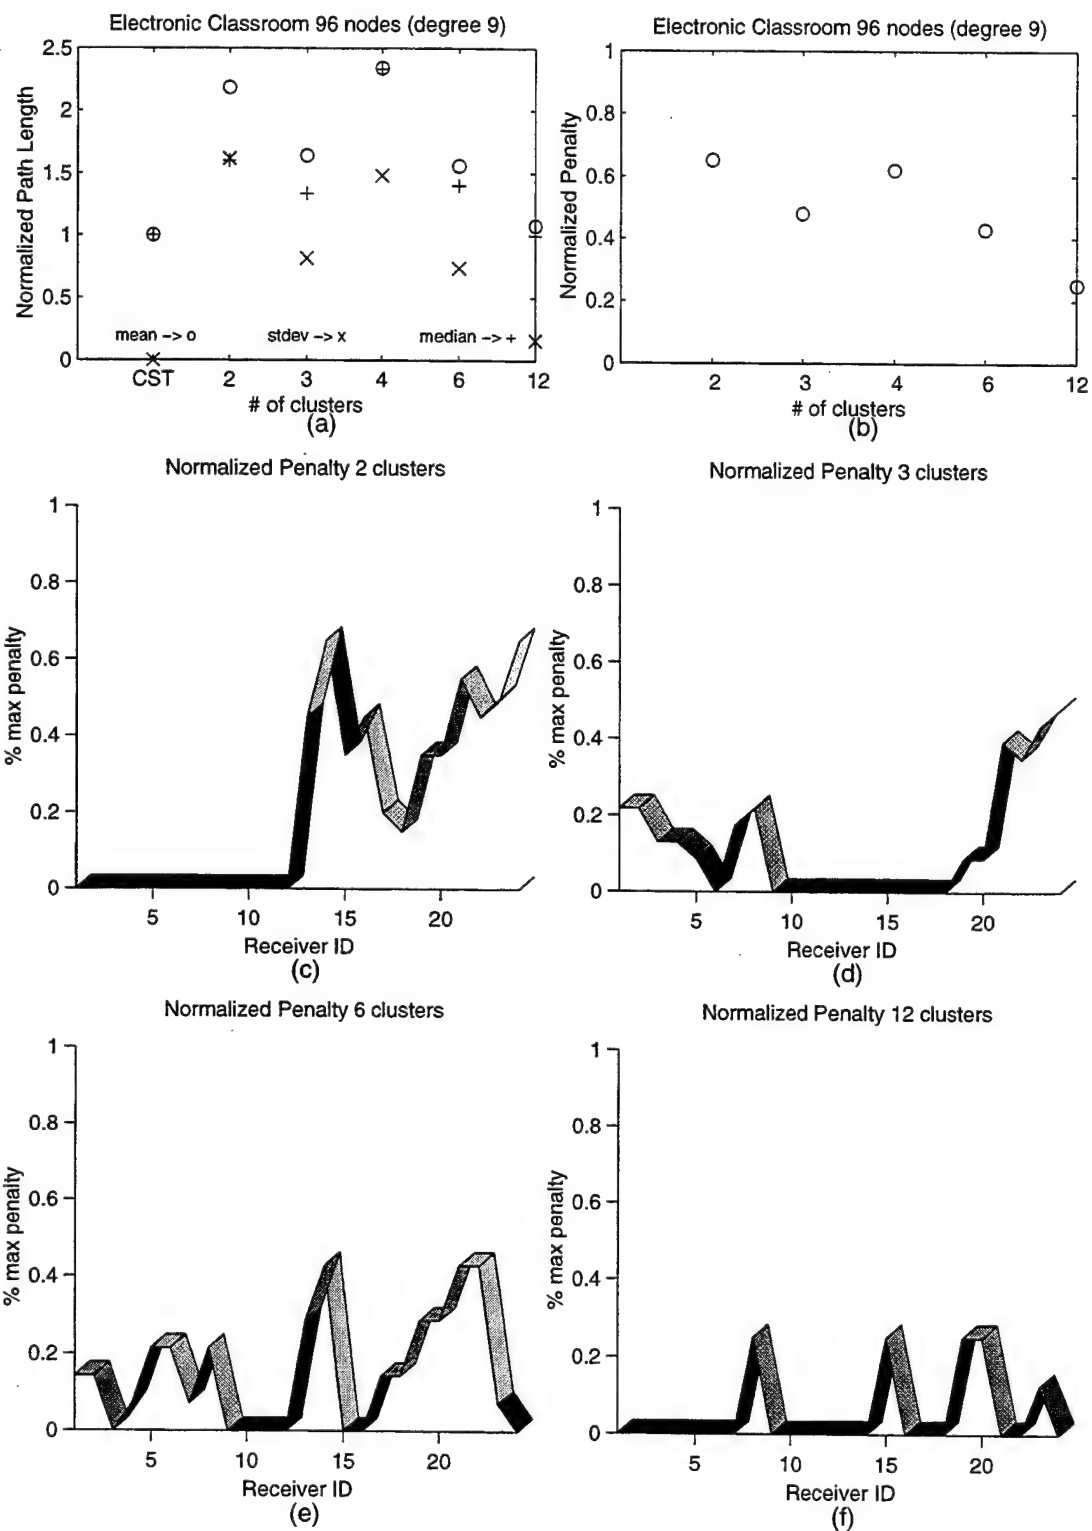 Electronic Classroom 96 nodes (degree 9)
Normalized Path Length
2.5
2
1.5
1
0.5
0
mean -> o
stdev -> x
median -> +
CST 2 3 4 6 12
# of clusters
(a)
Electronic Classroom 96 nodes (degree 9)
Normalized Penalty
1
0.8
0.6
0.4
0.2
0
2 3 4 6 12
# of clusters
(b)
Normalized Penalty 2 clusters
% max penalty
1
0.8
0.6
0.4
0.2
0
5 10 15 20
Receiver ID
(c)
Normalized Penalty 3 clusters
% max penalty
1
0.8
0.6
0.4
0.2
0
5 10 15 20
Receiver ID
(d)
Normalized Penalty 6 clusters
% max penalty
1
0.8
0.6
0.4
0.2
0
5 10 15 20
Receiver ID
(e)
Normalized Penalty 12 clusters
% max penalty
1
0.8
0.6
0.4
0.2
0
5 10 15 20
Receiver ID
(f)